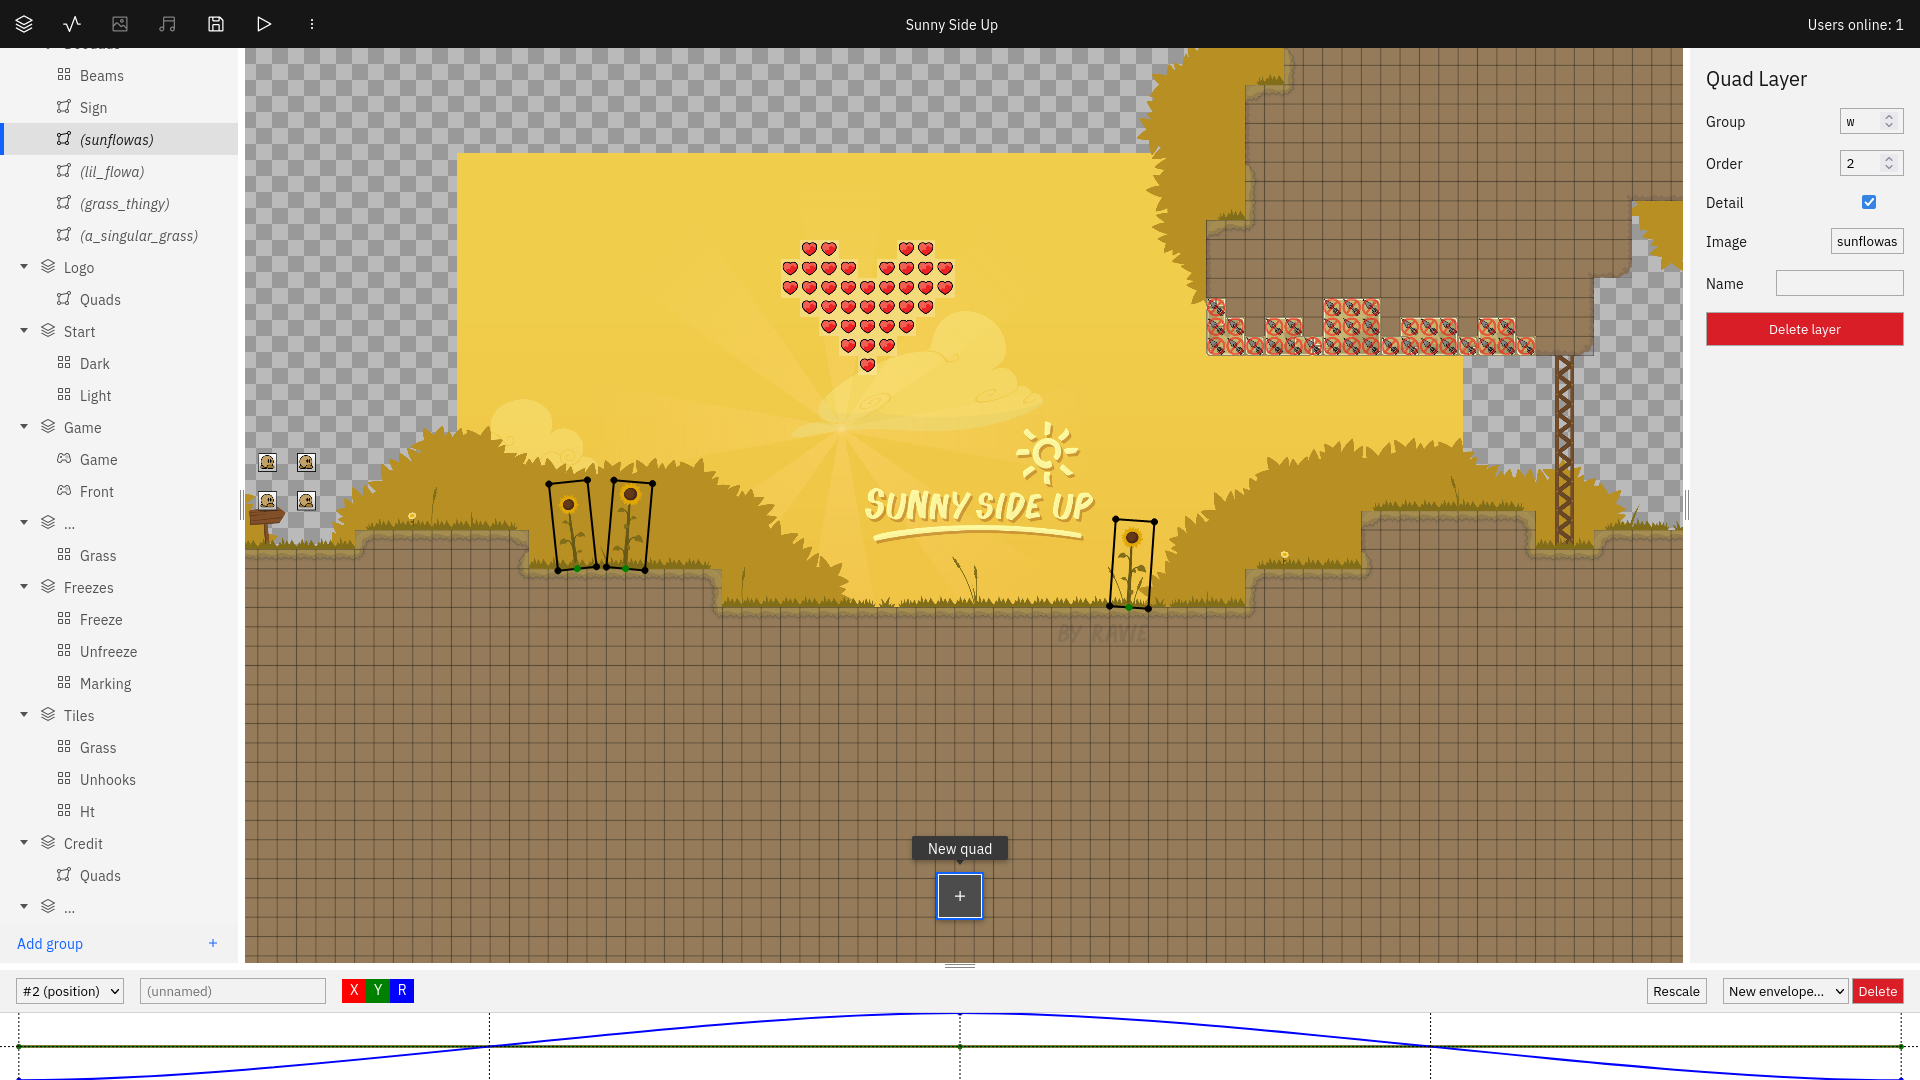 Sunny Side Up
Users online: 1
Beams
Sign
(sunflowas)
(lil_flowa)
(grass_thingy)
(a_singular_grass)
Logo
Quads
Start
Dark
Light
Game
Game
Front
...
Grass
Freezes
Freeze
Unfreeze
Marking
Tiles
Grass
Unhooks
Ht
Credit
Quads
...
Add group +
SUNNY SIDE UP
BY RAWE
New quad
+
Quad Layer
Group w
Order 2
Detail
Image sunflowas
Name
Delete layer
#2 (position) (unnamed) X Y R Rescale New envelope... Delete